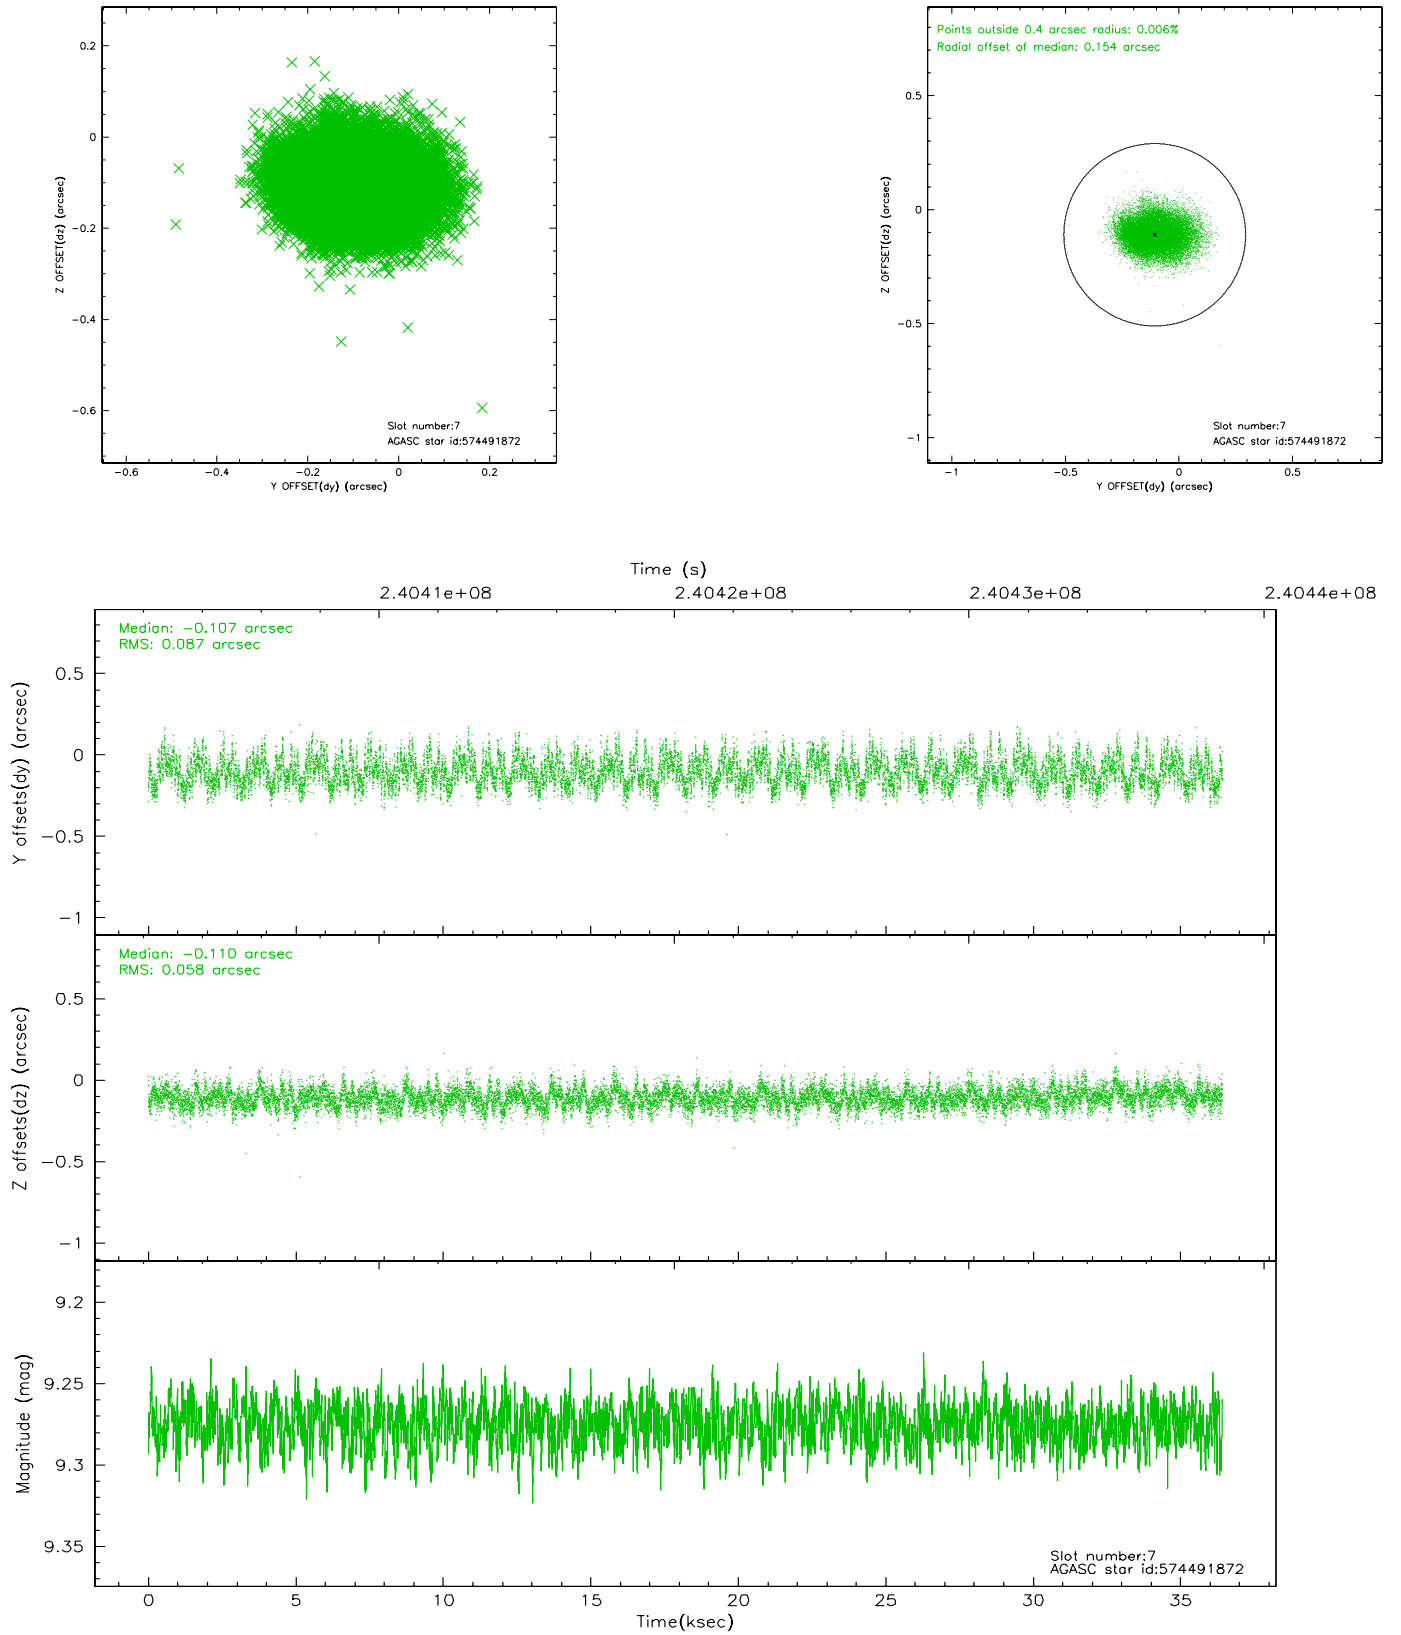 0.2
0
−0.2
−0.4
−0.6
Z OFFSET(dz) (arcsec)
Slot number:7
AGASC star id:574491872
−0.6
−0.4
−0.2
0
0.2
Y OFFSET(dy) (arcsec)
Points outside 0.4 arcsec radius: 0.006%
Radial offset of median: 0.154 arcsec
0.5
0
−0.5
−1
Z OFFSET(dz) (arcsec)
Slot number:7
AGASC star id:574491872
−1
−0.5
0
0.5
Y OFFSET(dy) (arcsec)
Time (s)
2.4041e+08
2.4042e+08
2.4043e+08
2.4044e+08
Median: −0.107 arcsec
RMS: 0.087 arcsec
0.5
0
−0.5
−1
Y offsets(dy) (arcsec)
Median: −0.110 arcsec
RMS: 0.058 arcsec
0.5
0
−0.5
−1
Z offsets(dz) (arcsec)
9.2
9.25
9.3
9.35
Magnitude (mag)
Slot number:7
AGASC star id:574491872
0
5
10
15
20
25
30
35
Time(ksec)